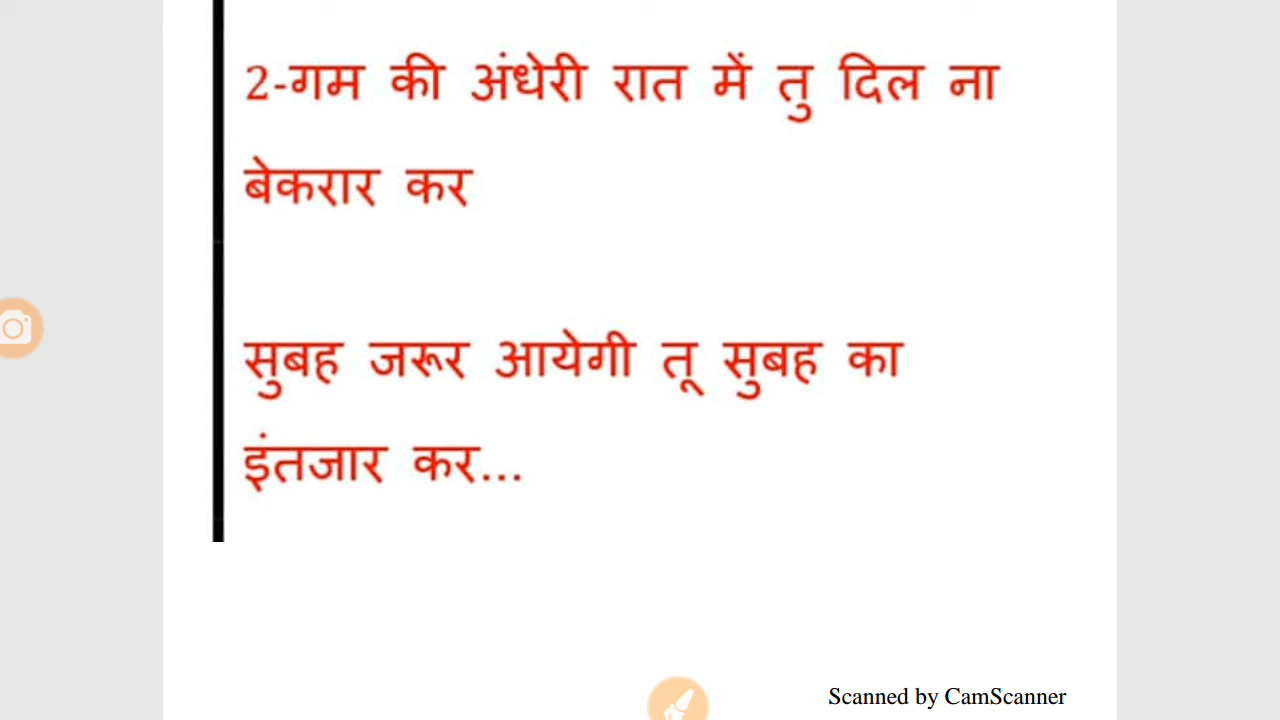 2-गम की अंधेरी रात में तु दिल ना
बेकरार कर
सुबह जरूर आयेगी तू सुबह का
इंतजार कर...
Scanned by CamScanner